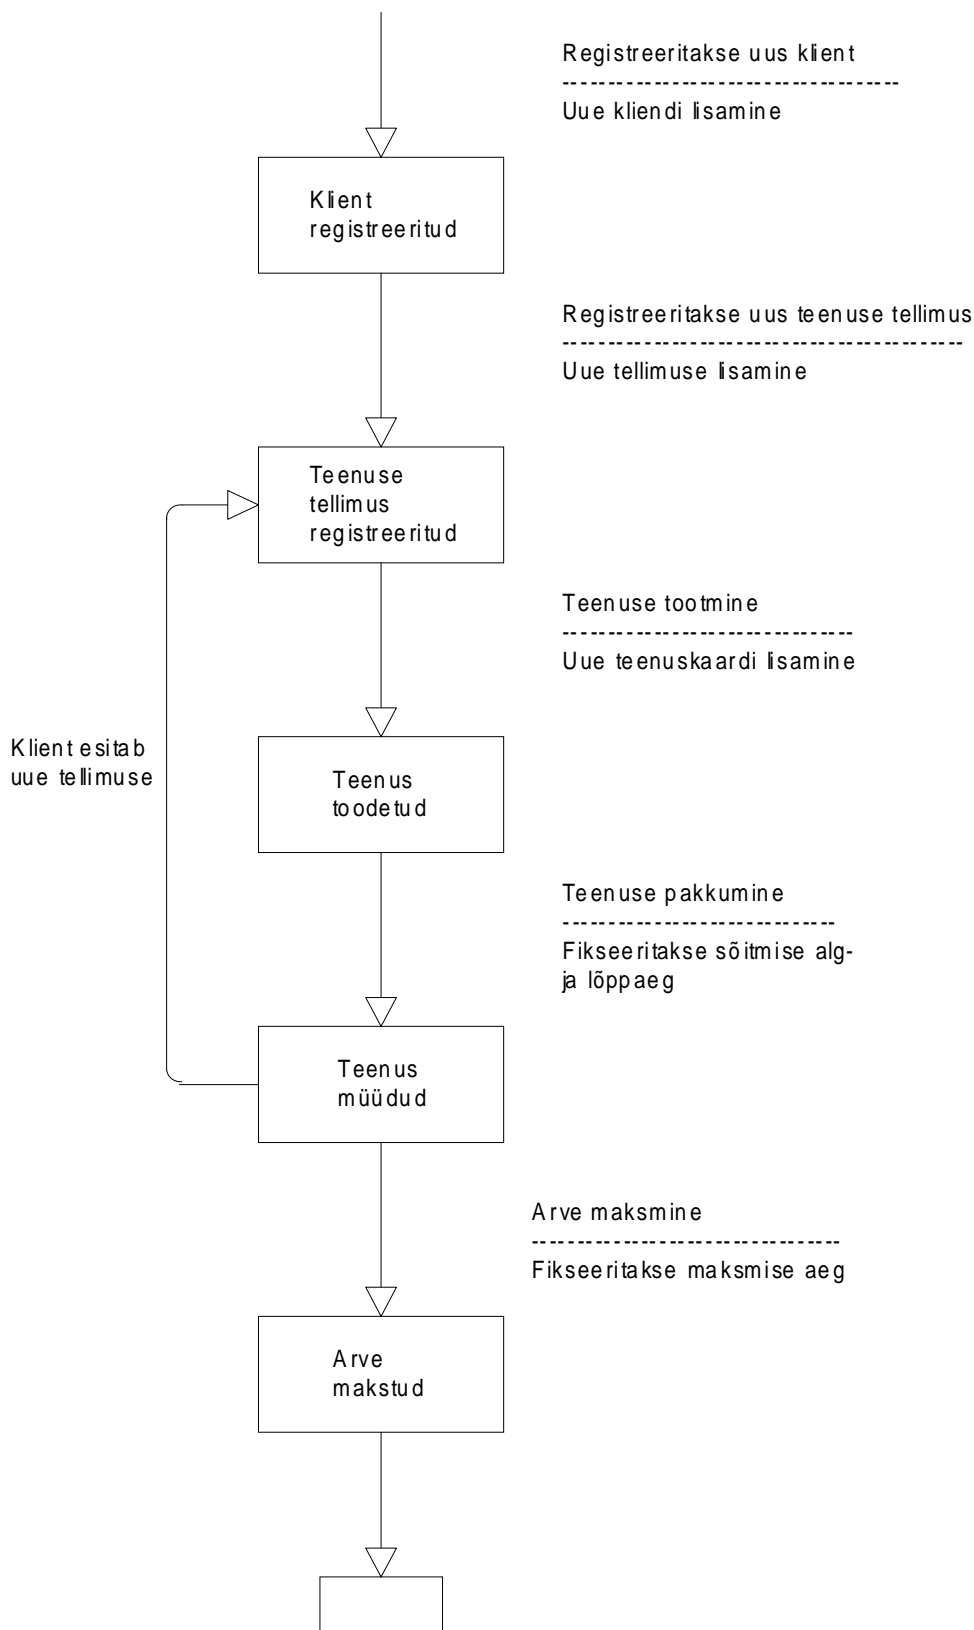 Registreeritakse uus klient
-------------------------------------
Uue kliendi lisamine
Klient
registreeritud
Registreeritakse uus teenuse tellimus
--------------------------------------------
Uue tellimuse lisamine
Teenuse
tellimus
registreeritud
Teenuse tootmine
--------------------------------
Uue teenuskaardi lisamine
Klient esitab
uue tellimuse
Teenus
toodetud
Teenuse pakkumine
------------------------------
Fikseeritakse sõitmise alg-
ja lõppaeg
Teenus
müüdud
Arve maksmine
----------------------------------
Fikseeritakse maksmise aeg
Arve
makstud